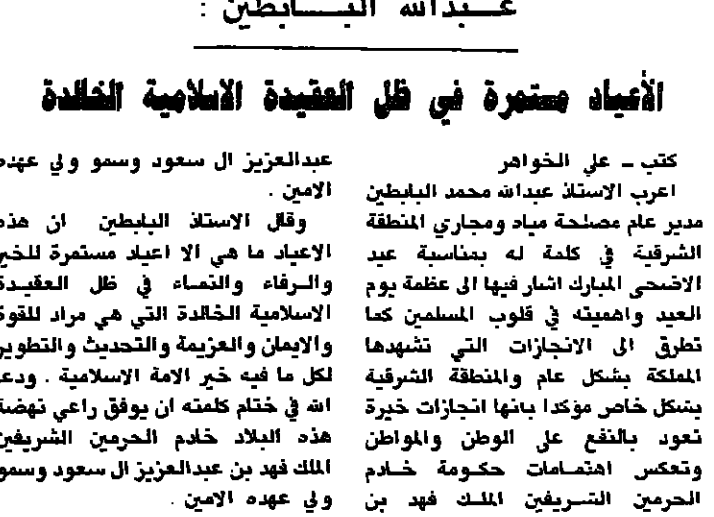 عبدالله البابطين :
الأعياد مستمرة في ظل العقيدة الاسلامية الخالدة
كتب ـ علي الخواهر
اعرب الاستاذ عبدالله محمد البابطين
مدير عام مصلحة مياه ومجاري المنطقة
الشرقية في كلمة له بمناسبة عيد
الاضحى المبارك اشار فيها الى عظمة يوم
العيد واهميته في قلوب المسلمين كما
تطرق الى الانجازات التي تشهدها
المملكة بشكل عام والمنطقة الشرقية
بشكل خاص مؤكدا بانها انجازات خيرة
تعود بالنفع على الوطن والمواطن
وتعكس اهتمامات حكومة خادم
الحرمين الشريفين الملك فهد بن
عبدالعزيز ال سعود وسمو ولي عهده
الامين .
وقال الاستاذ البابطين ان هذه
الاعياد ما هي الا اعياد مستمرة للخير
والرفاء والنماء في ظل العقيدة
الاسلامية الخالدة التي هي مراد للقوة
والايمان والعزيمة والتحديث والتطوير
لكل ما فيه خير الامة الاسلامية . ودعا
الله في ختام كلمته ان يوفق راعي نهضة
هذه البلاد خادم الحرمين الشريفين
الملك فهد بن عبدالعزيز ال سعود وسمو
ولي عهده الامين .